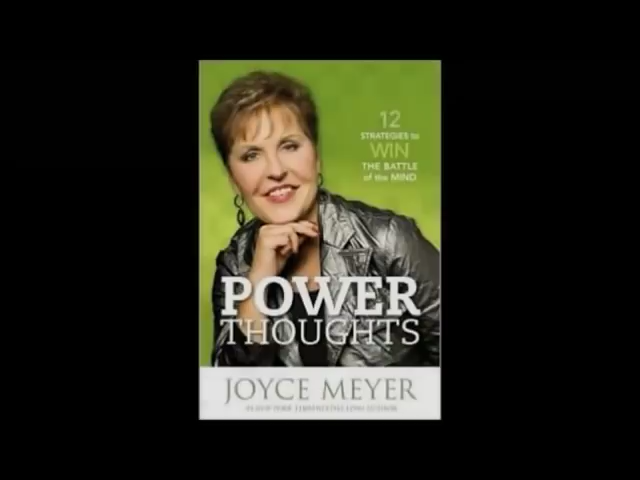 12
STRATEGIES to
WIN
THE BATTLE
of the MIND
POWER
THOUGHTS
JOYCE MEYER